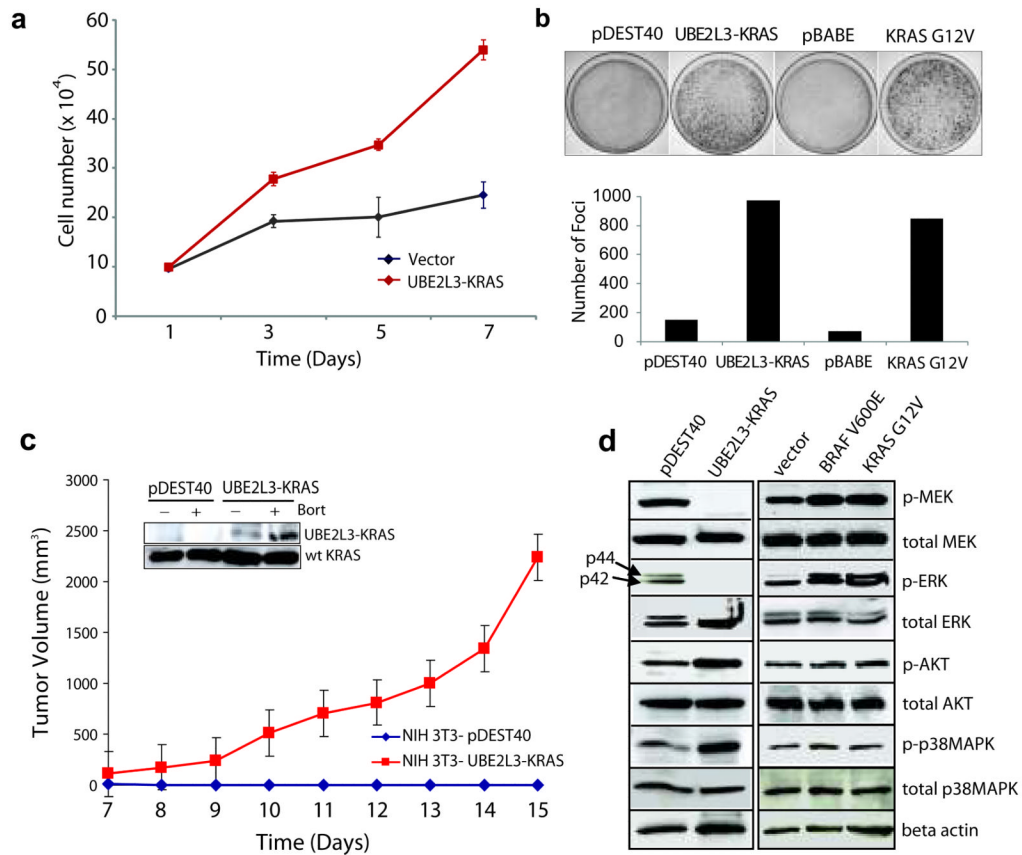 a
60
50
40
30
20
10
0
Cell number (x 10⁴)
Vector
UBE2L3-KRAS
1 3 5 7
Time (Days)
b
pDEST40 UBE2L3-KRAS pBABE KRAS G12V
1000
800
600
400
200
0
Number of Foci
pDEST40 UBE2L3-KRAS pBABE KRAS G12V
c
3000
2500
2000
1500
1000
500
0
Tumor Volume (mm³)
pDEST40 UBE2L3-KRAS
– + – + Bort
UBE2L3-KRAS
wt KRAS
NIH 3T3- pDEST40
NIH 3T3- UBE2L3-KRAS
7 8 9 10 11 12 13 14 15
Time (Days)
d
pDEST40 UBE2L3-KRAS vector BRAF V600E KRAS G12V
p-MEK
total MEK
p44
p42
p-ERK
total ERK
p-AKT
total AKT
p-p38MAPK
total p38MAPK
beta actin